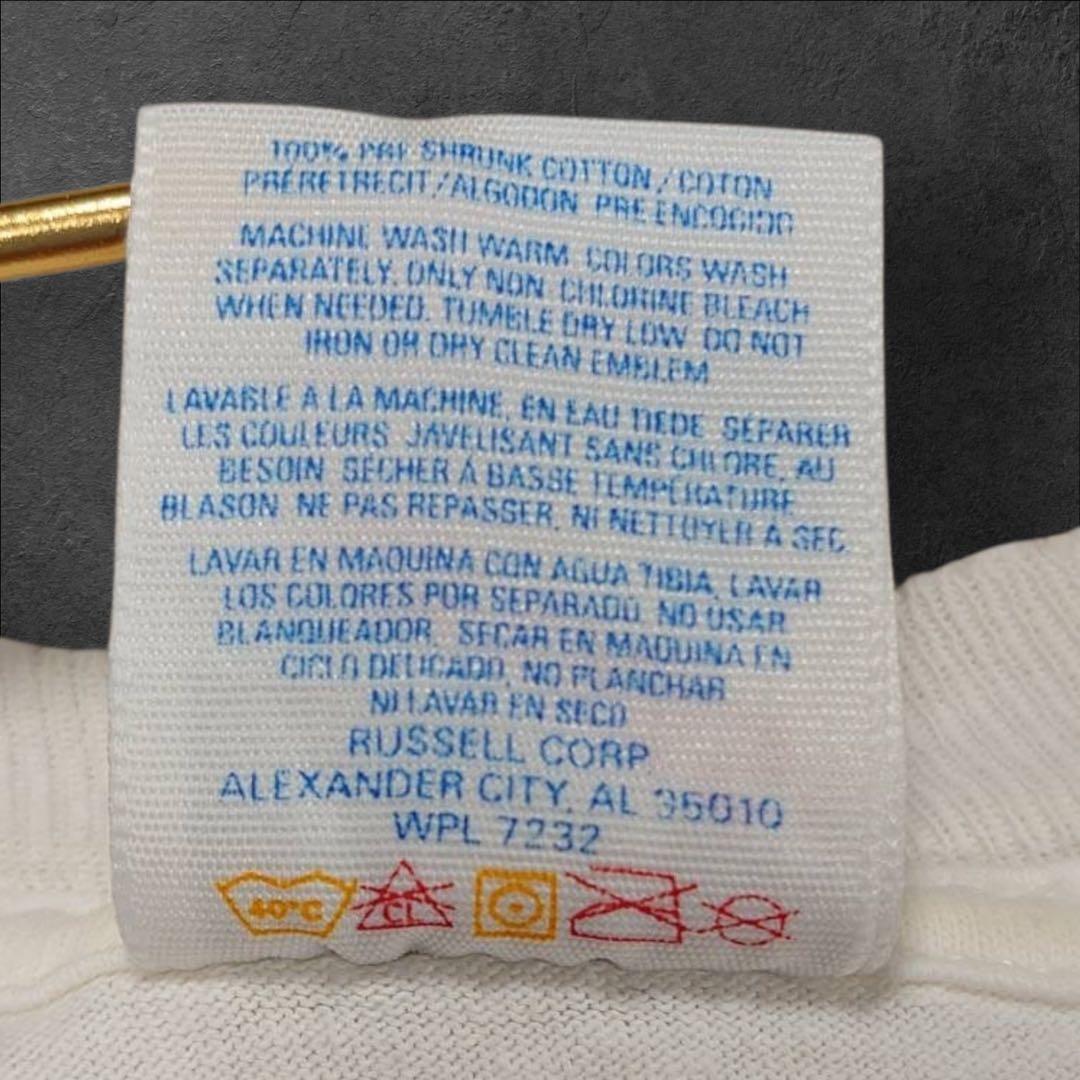 100% PRE SHRUNK COTTON / COTON
PRERETRECIT / ALGODON PRE ENCOGIDO
MACHINE WASH WARM. COLORS WASH
SEPARATELY. ONLY NON CHLORINE BLEACH
WHEN NEEDED. TUMBLE DRY LOW. DO NOT
IRON OR DRY CLEAN EMBLEM
LAVABLE A LA MACHINE, EN EAU TIEDE. SÉPARER
LES COULEURS. JAVELISANT SANS CHLORE, AU
BESOIN. SÉCHER À BASSE TEMPÉRATURE
BLASON NE PAS REPASSER, NI NETTOYER À SEC
LAVAR EN MAQUINA CON AGUA TIBIA, LAVAR
LOS COLORES POR SEPARADO. NO USAR
BLANQUEADOR. SECAR EN MAQUINA EN
CICLO DELICADO, NO PLANCHAR
NI LAVAR EN SECO
RUSSELL CORP.
ALEXANDER CITY, AL 35010
WPL 7232
40°C CL